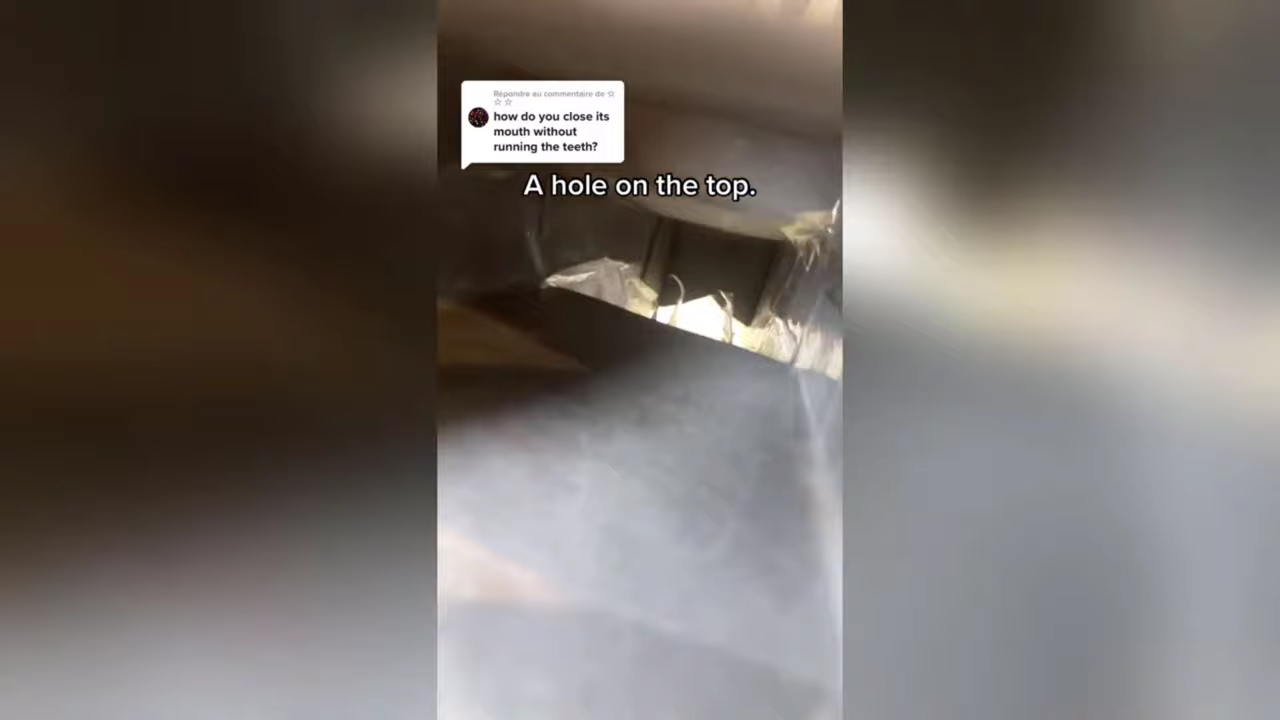 Répondre au commentaire de ☆
☆ ☆
how do you close its
mouth without
running the teeth?
A hole on the top.